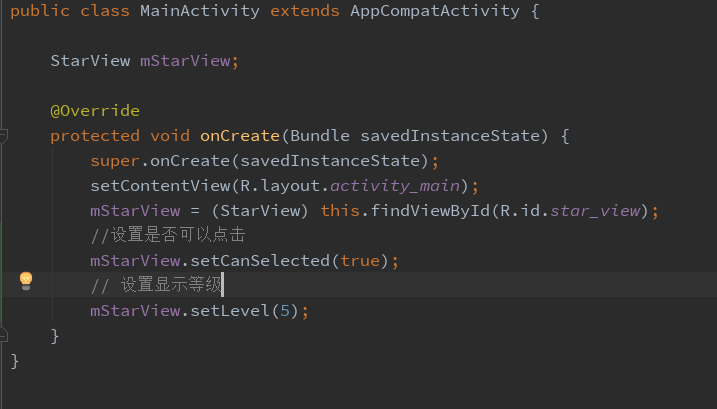 public class MainActivity extends AppCompatActivity {
StarView mStarView;
@Override
protected void onCreate(Bundle savedInstanceState) {
super.onCreate(savedInstanceState);
setContentView(R.layout.activity_main);
mStarView = (StarView) this.findViewById(R.id.star_view);
//设置是否可以点击
mStarView.setCanSelected(true);
// 设置显示等级
mStarView.setLevel(5);
}
}